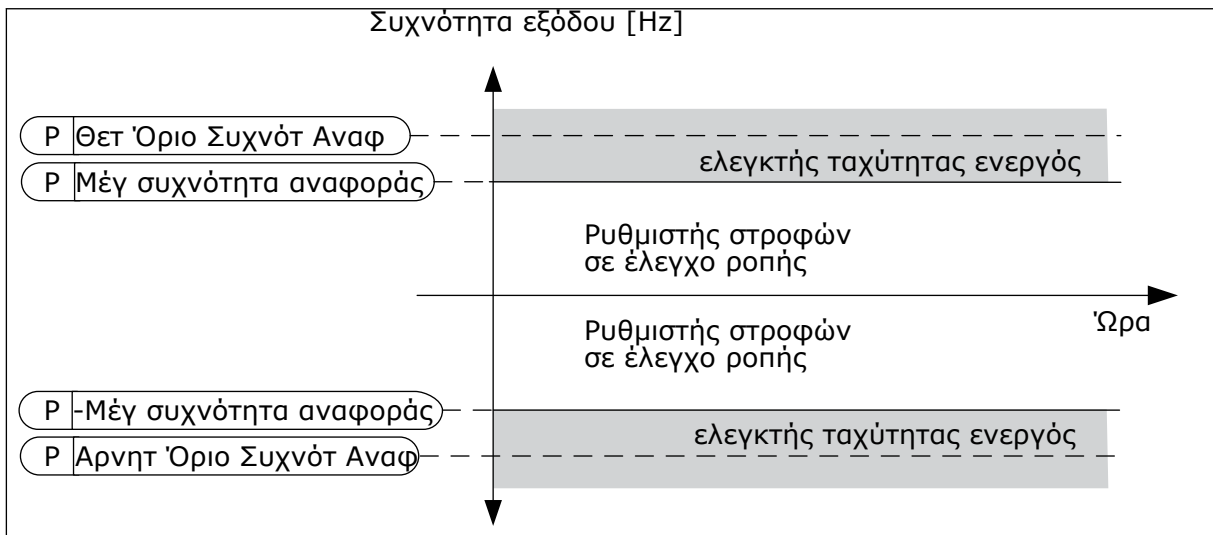 Συχνότητα εξόδου [Hz]
P Θετ Όριο Συχνότ Αναφ
ελεγκτής ταχύτητας ενεργός
P Μέγ συχνότητα αναφοράς
Ρυθμιστής στροφών
σε έλεγχο ροπής
Ώρα
Ρυθμιστής στροφών
σε έλεγχο ροπής
P -Μέγ συχνότητα αναφοράς
ελεγκτής ταχύτητας ενεργός
P Αρνητ Όριο Συχνότ Αναφ